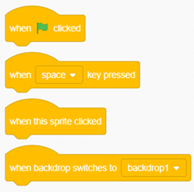 when clicked
when space key pressed
when this sprite clicked
when backdrop switches to backdrop1